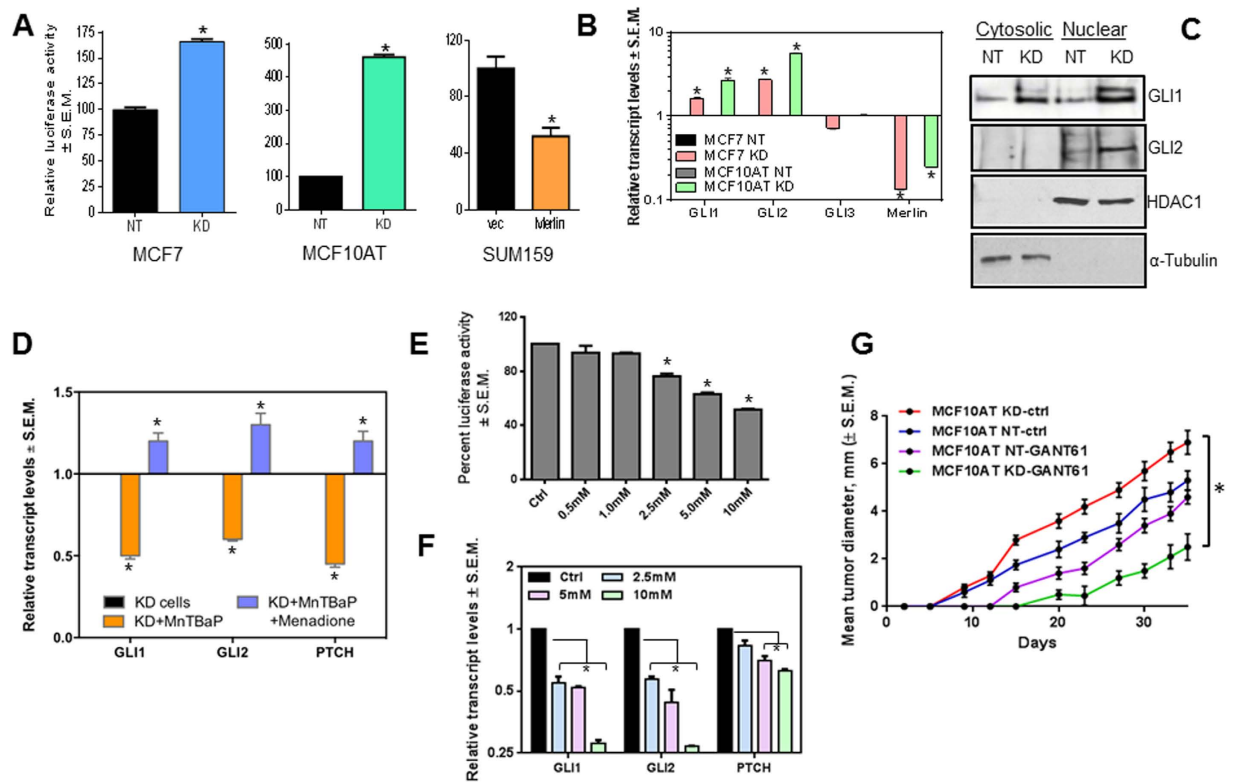 A
Relative luciferase activity
± S.E.M.
175
150
125
100
75
50
25
0
*
NT
KD
MCF7
500
400
300
200
100
0
*
NT
KD
MCF10AT
120
80
40
0
*
vec
Merlin
SUM159
B
Relative transcript levels ± S.E.M.
10
1
0.1
* * * *
MCF7 NT
MCF7 KD
MCF10AT NT
MCF10AT KD
* *
GLI1
GLI2
GLI3
Merlin
C
Cytosolic Nuclear
NT KD NT KD
GLI1
GLI2
HDAC1
α-Tubulin
D
Relative transcript levels ± S.E.M.
1.5
1.0
0.5
0.0
* * *
* * *
KD cells
KD+MnTBaP
KD+MnTBaP
+Menadione
GLI1
GLI2
PTCH
E
Percent luciferase activity
± S.E.M.
120
80
40
0
* * *
Ctrl
0.5mM
1.0mM
2.5mM
5.0mM
10mM
F
Relative transcript levels ± S.E.M.
2
1
0.5
0.25
Ctrl
2.5mM
5mM
10mM
* * *
GLI1
GLI2
PTCH
G
Mean tumor diameter, mm (± S.E.M.)
8
6
4
2
0
MCF10AT KD-ctrl
MCF10AT NT-ctrl
MCF10AT NT-GANT61
MCF10AT KD-GANT61
*
0
10
20
30
Days